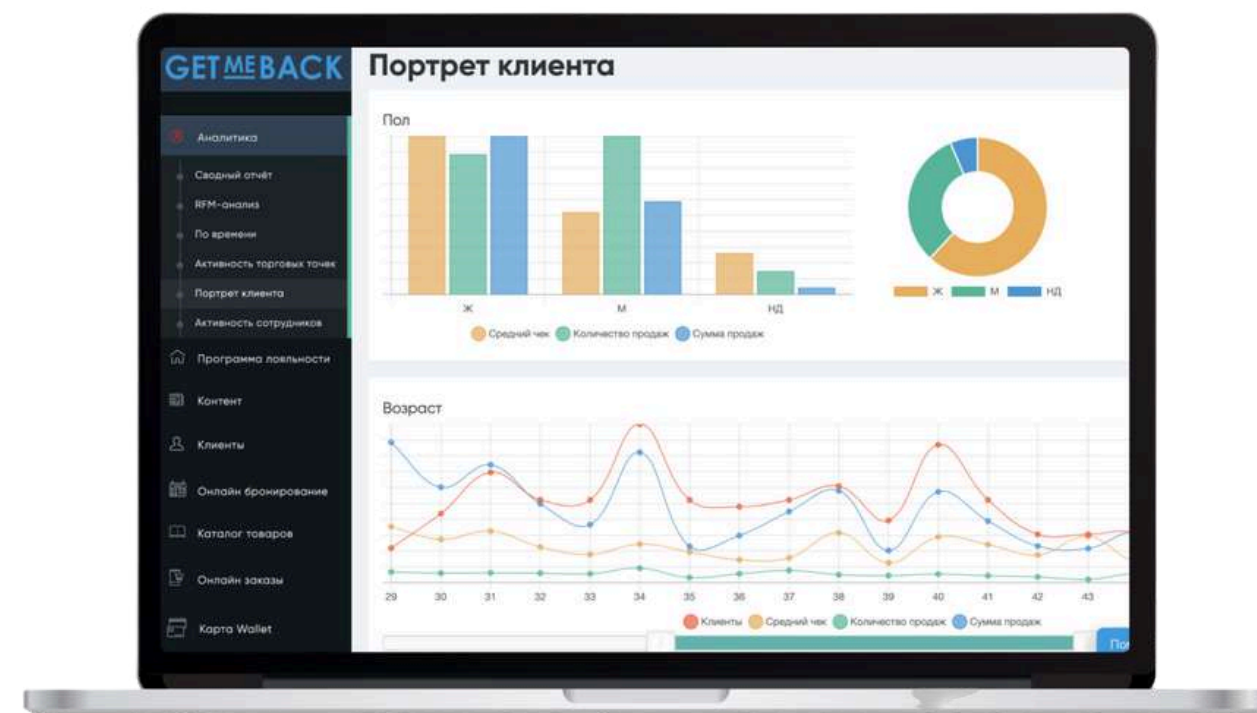 GETMEBACK
Аналитика
Сводный отчёт
RFM-анализ
По времени
Активность торговых точек
Портрет клиента
Активность сотрудников
Программа лояльности
Контент
Клиенты
Онлайн бронирование
Каталог товаров
Онлайн заказы
Карта Wallet
Портрет клиента
Пол
Ж М НД
Средний чек Количество продаж Сумма продаж
Ж М НД
Возраст
29 30 31 32 33 34 35 36 37 38 39 40 41 42 43
Клиенты Средний чек Количество продаж Сумма продаж